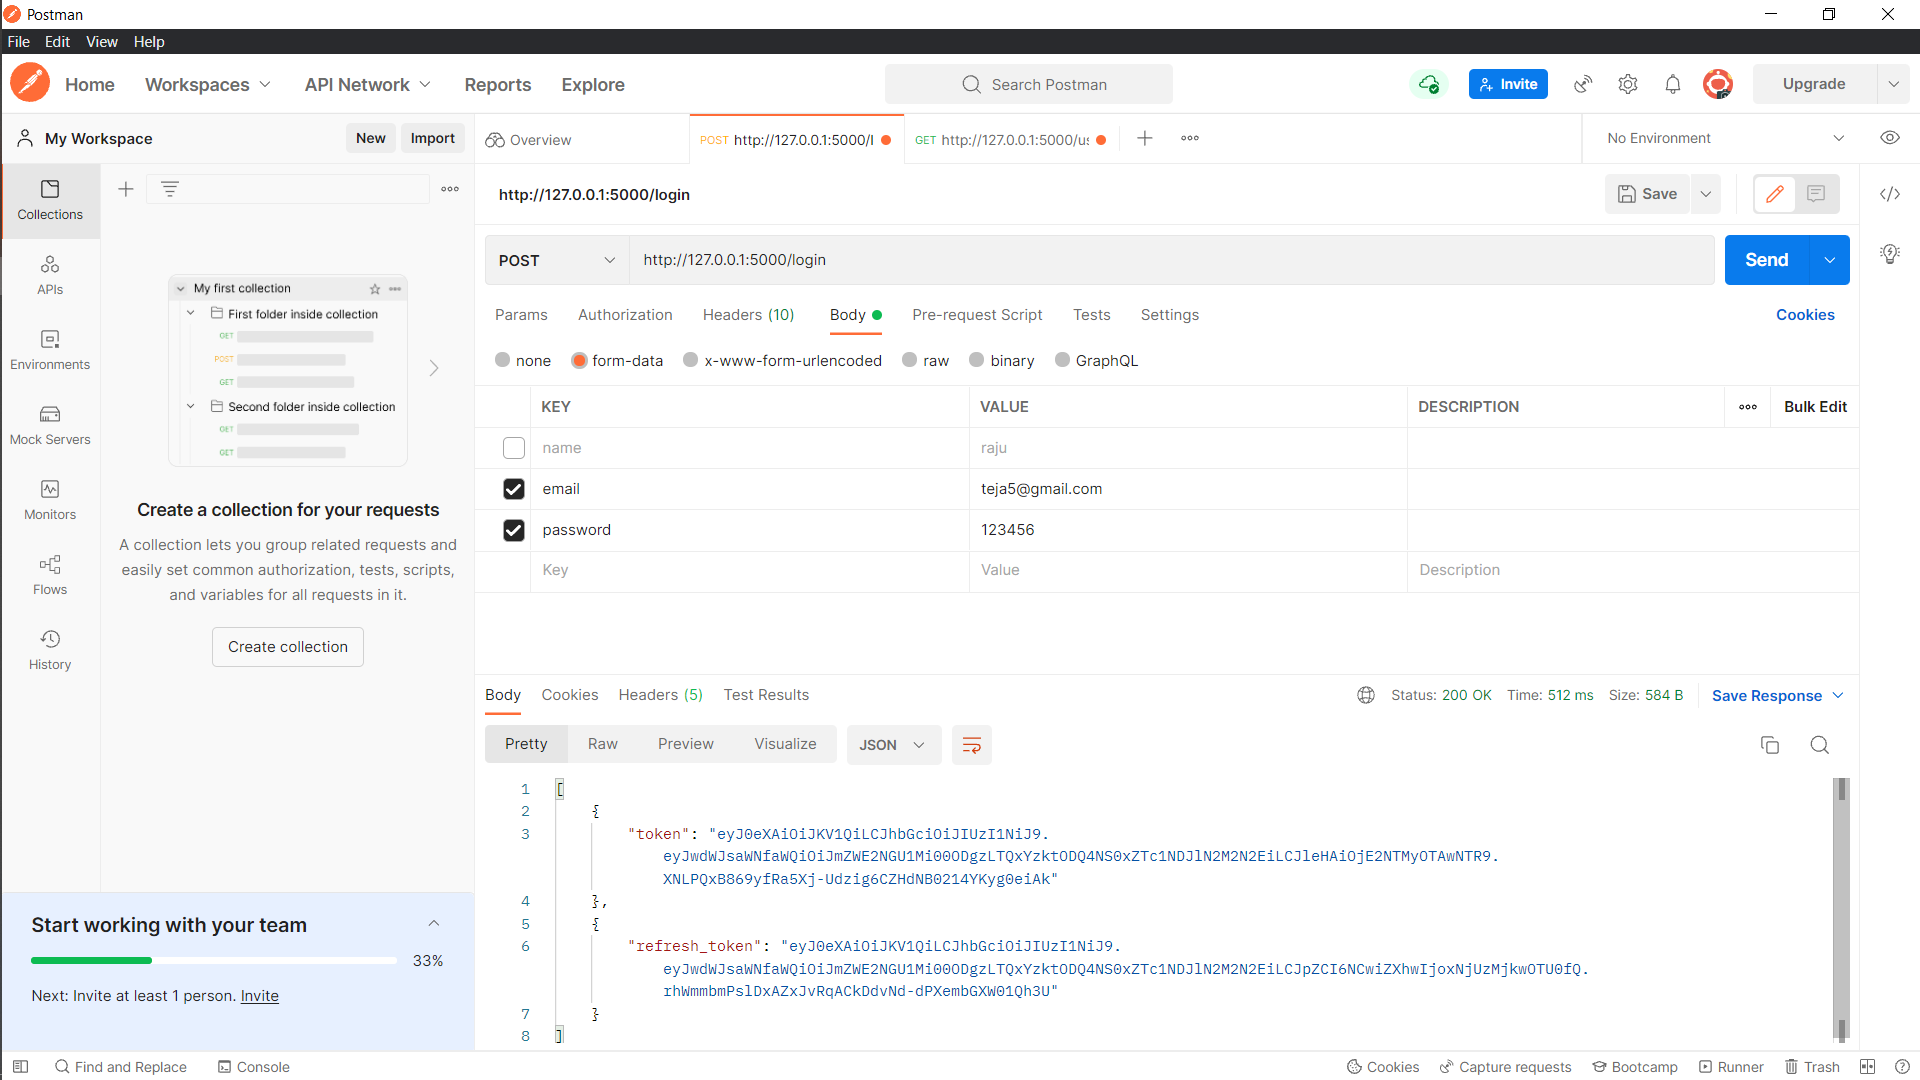 Postman
File Edit View Help
Home Workspaces API Network Reports Explore
Search Postman
Invite
Upgrade
My Workspace
New Import
Overview
POST http://127.0.0.1:5000/l
GET http://127.0.0.1:5000/us
No Environment
Collections
APIs
Environments
Mock Servers
Monitors
Flows
History
My first collection
First folder inside collection
GET
POST
GET
Second folder inside collection
GET
GET
Create a collection for your requests
A collection lets you group related requests and
easily set common authorization, tests, scripts,
and variables for all requests in it.
Create collection
Start working with your team
33%
Next: Invite at least 1 person. Invite
http://127.0.0.1:5000/login
Save
POST http://127.0.0.1:5000/login
Send
Params Authorization Headers (10) Body Pre-request Script Tests Settings
Cookies
none form-data x-www-form-urlencoded raw binary GraphQL
KEY VALUE DESCRIPTION Bulk Edit
name raju
email teja5@gmail.com
password 123456
Key Value Description
Body Cookies Headers (5) Test Results
Status: 200 OK Time: 512 ms Size: 584 B Save Response
Pretty Raw Preview Visualize JSON
1 [
2 {
3 "token": "eyJ0eXAiOiJKV1QiLCJhbGciOiJIUzI1NiJ9.
eyJwdWJsaWNfaWQiOiJmZWE2NGU1Mi00ODgzLTQxYzktODQ4NS0xZTc1NDJlN2M2N2EiLCJleHAiOjE2NTMyOTAwNTR9.
XNLPQxB869yfRa5Xj-Udzig6CZHdNB0214YKyg0eiAk"
4 },
5 {
6 "refresh_token": "eyJ0eXAiOiJKV1QiLCJhbGciOiJIUzI1NiJ9.
eyJwdWJsaWNfaWQiOiJmZWE2NGU1Mi00ODgzLTQxYzktODQ4NS0xZTc1NDJlN2M2N2EiLCJpZCI6NCwiZXhwIjoxNjUzMjkwOTU0fQ.
rhWmmbmPslDxAZxJvRqACkDdvNd-dPXembGXW01Qh3U"
7 }
8 ]
Find and Replace Console
Cookies Capture requests Bootcamp Runner Trash